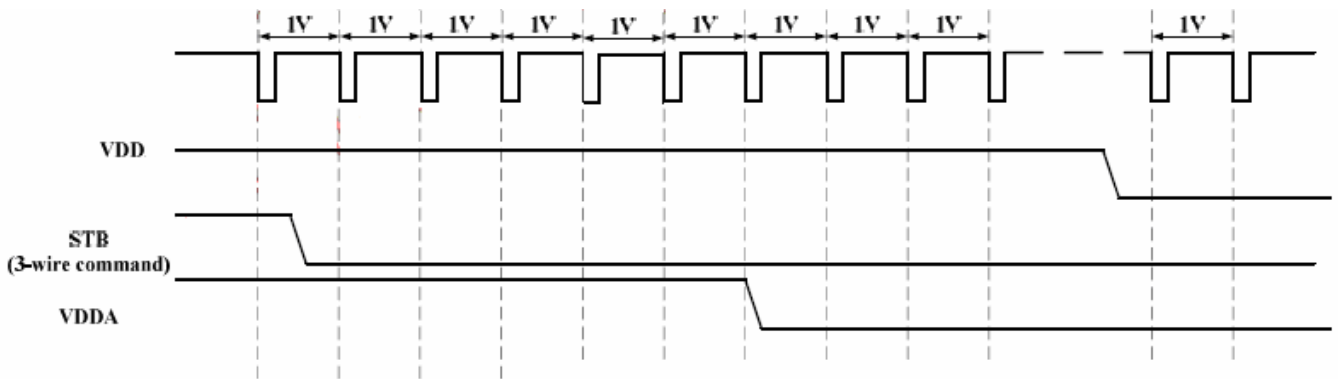 1V 1V 1V 1V 1V 1V 1V 1V 1V 1V
VDD
STB
(3-wire command)
VDDA